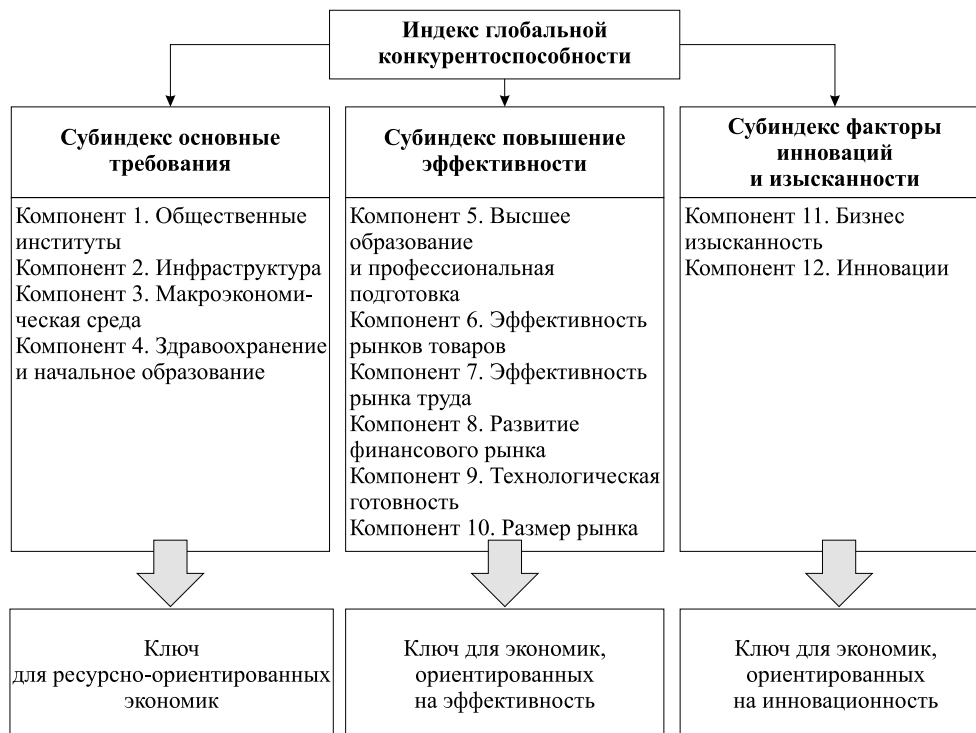 Индекс глобальной
конкурентоспособности
Субиндекс основные
требования
Компонент 1. Общественные
институты
Компонент 2. Инфраструктура
Компонент 3. Макроэкономи-
ческая среда
Компонент 4. Здравоохранение
и начальное образование
Ключ
для ресурсно-ориентированных
экономик
Субиндекс повышение
эффективности
Компонент 5. Высшее
образование
и профессиональная
подготовка
Компонент 6. Эффективность
рынков товаров
Компонент 7. Эффективность
рынка труда
Компонент 8. Развитие
финансового рынка
Компонент 9. Технологическая
готовность
Компонент 10. Размер рынка
Ключ для экономик,
ориентированных
на эффективность
Субиндекс факторы
инноваций
и изысканности
Компонент 11. Бизнес
изысканность
Компонент 12. Инновации
Ключ для экономик,
ориентированных
на инновационность